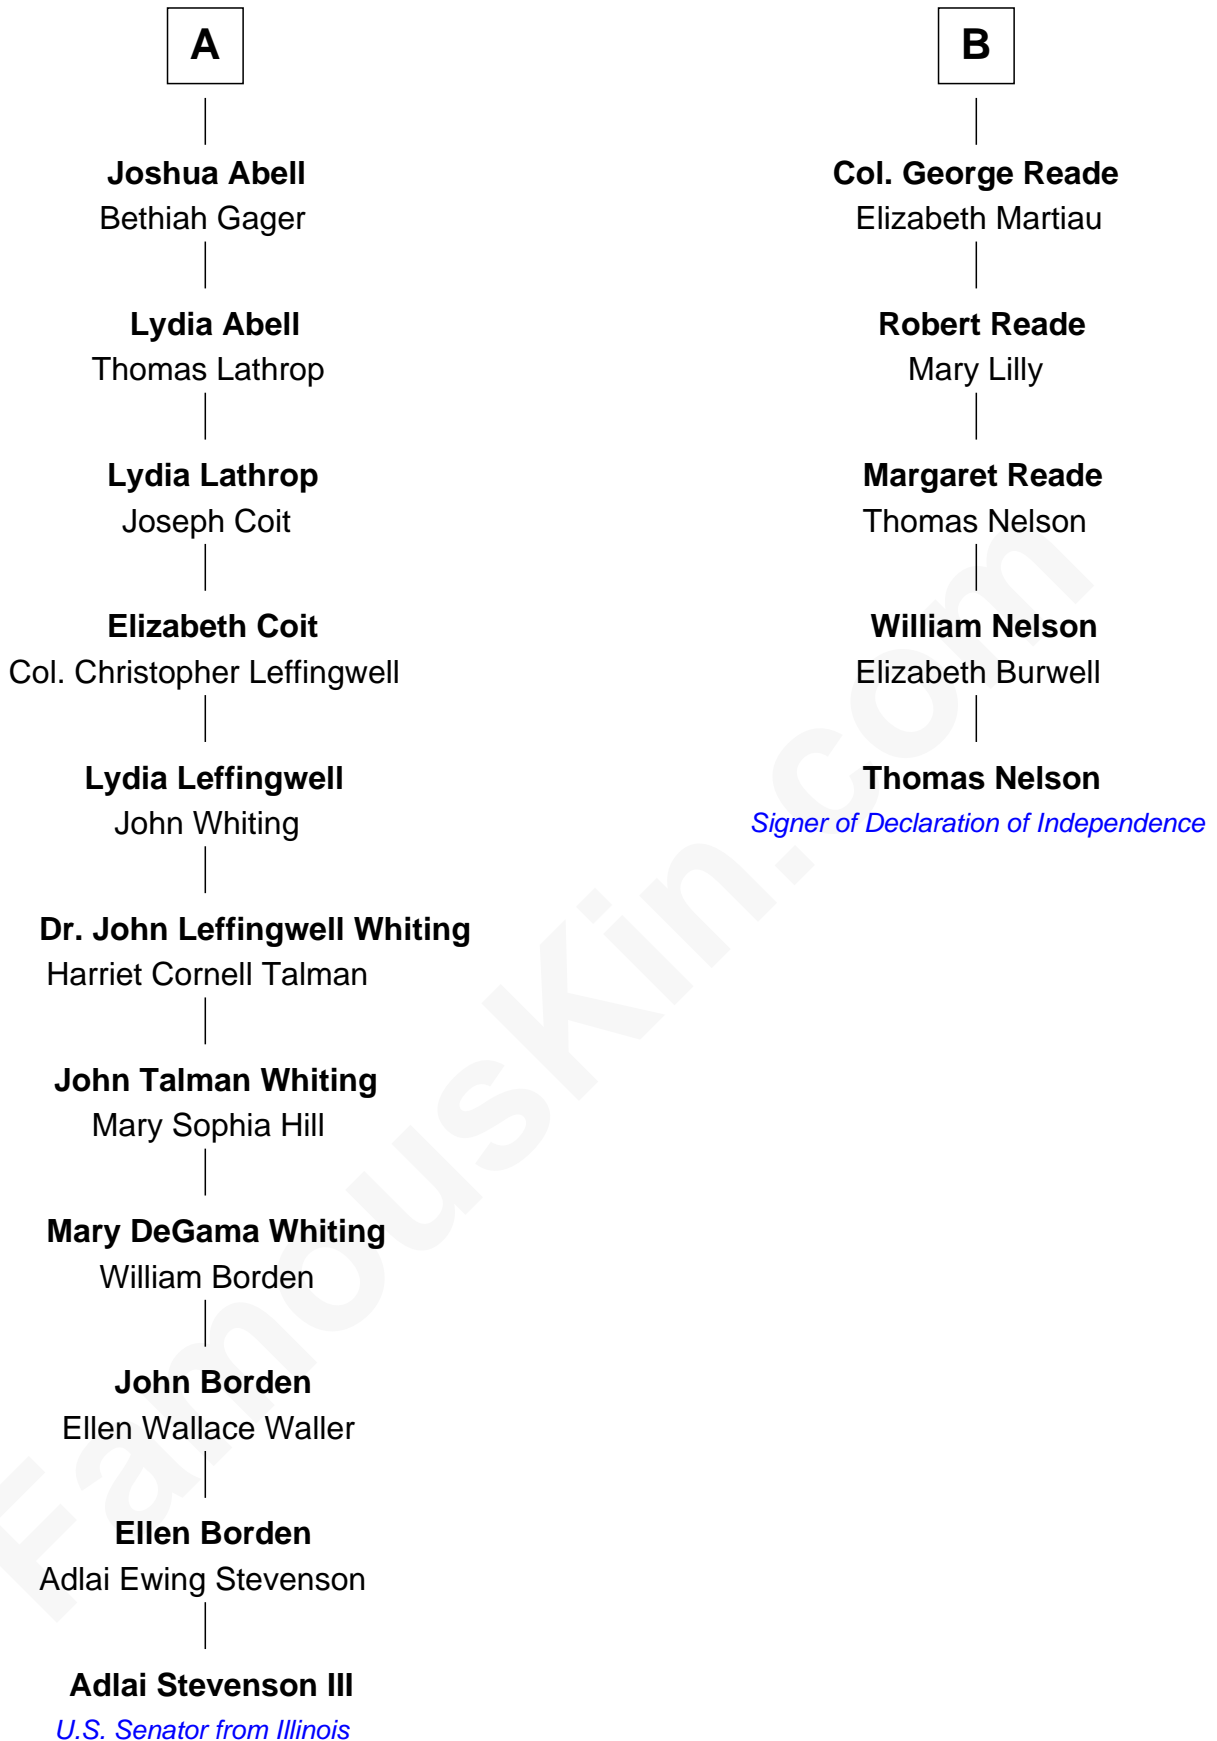 A
Joshua Abell
Bethiah Gager
Lydia Abell
Thomas Lathrop
Lydia Lathrop
Joseph Coit
Elizabeth Coit
Col. Christopher Leffingwell
Lydia Leffingwell
John Whiting
Dr. John Leffingwell Whiting
Harriet Cornell Talman
John Talman Whiting
Mary Sophia Hill
Mary DeGama Whiting
William Borden
John Borden
Ellen Wallace Waller
Ellen Borden
Adlai Ewing Stevenson
Adlai Stevenson III
U.S. Senator from Illinois
B
Col. George Reade
Elizabeth Martiau
Robert Reade
Mary Lilly
Margaret Reade
Thomas Nelson
William Nelson
Elizabeth Burwell
Thomas Nelson
Signer of Declaration of Independence
FamousKin.com